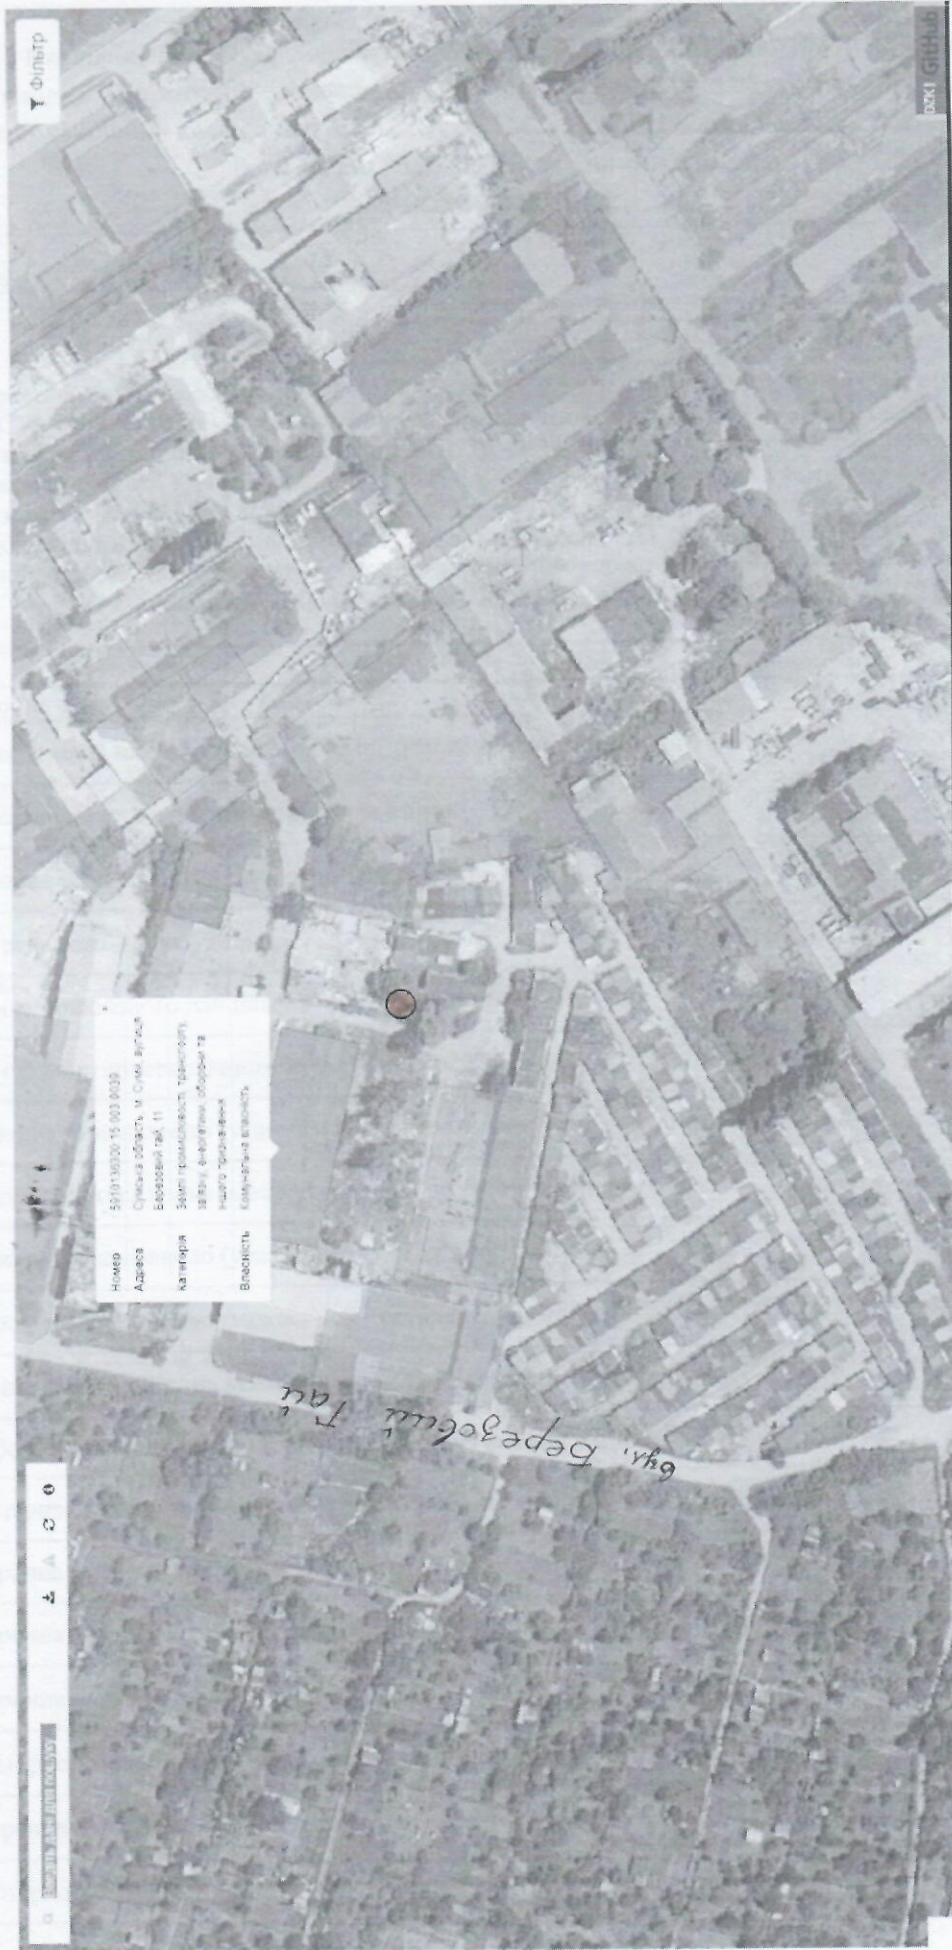 Фільтр
Номер 5910136300:15:003:0039
Адреса Сумська область, м. Суми, вулиця
Березовий гай, 11
Категорія Землі промисловості, транспорту,
зв'язку, енергетики, оборони та
іншого призначення
Власність Комунальна власність
вул. Березовий Гай
DZK | GitHub